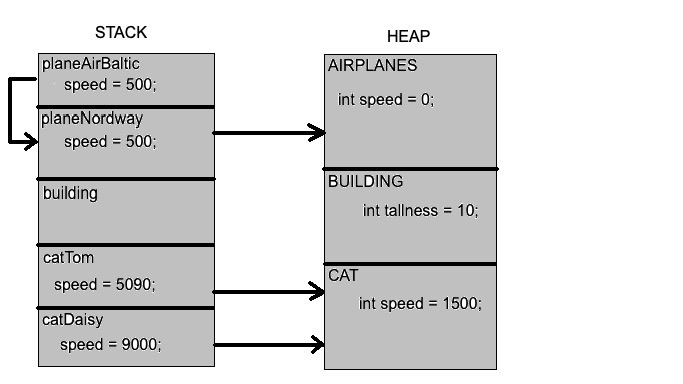 STACK
planeAirBaltic
speed = 500;
planeNordway
speed = 500;
building
catTom
speed = 5090;
catDaisy
speed = 9000;
HEAP
AIRPLANES
int speed = 0;
BUILDING
int tallness = 10;
CAT
int speed = 1500;